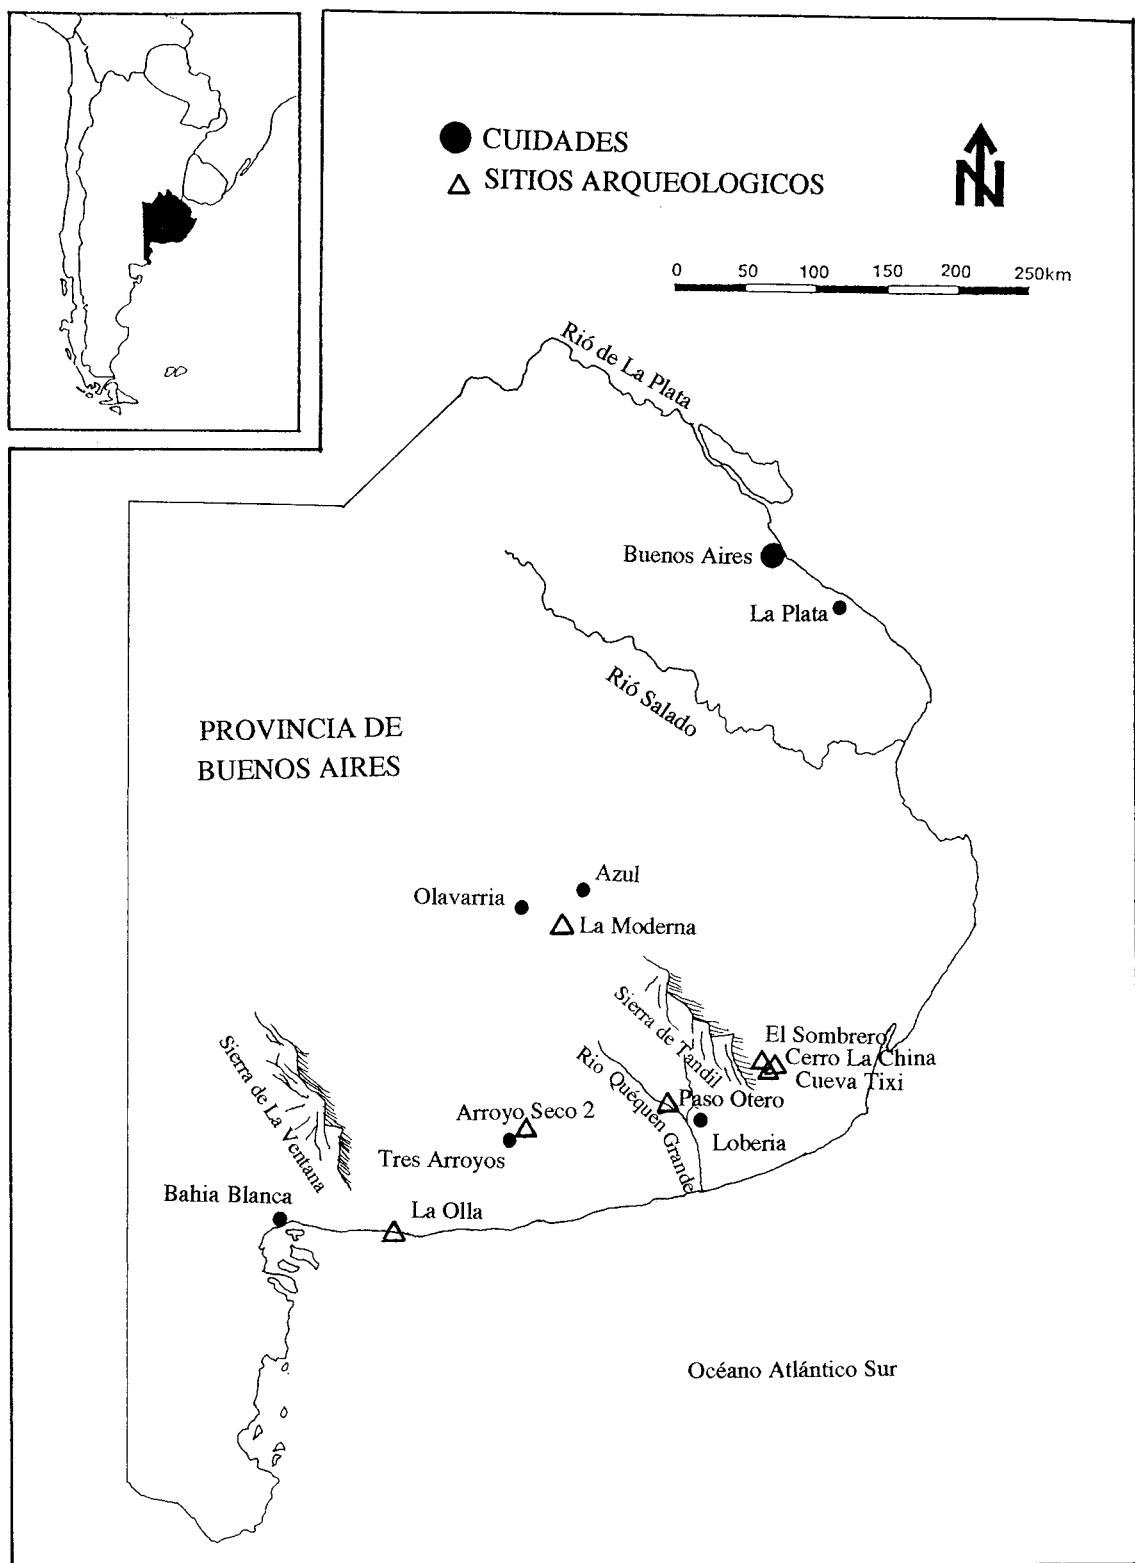 CUIDADES
SITIOS ARQUEOLOGICOS
N
0 50 100 150 200 250km
Rió de La Plata
Buenos Aires
La Plata
Rió Salado
PROVINCIA DE
BUENOS AIRES
Azul
Olavarria
La Moderna
Sierra de Tandil
El Sombrero
Cerro La China
Cueva Tixi
Sierra de La Ventana
Rio Quéquen Grande
Paso Otero
Arroyo Seco 2
Loberia
Tres Arroyos
Bahia Blanca
La Olla
Océano Atlántico Sur